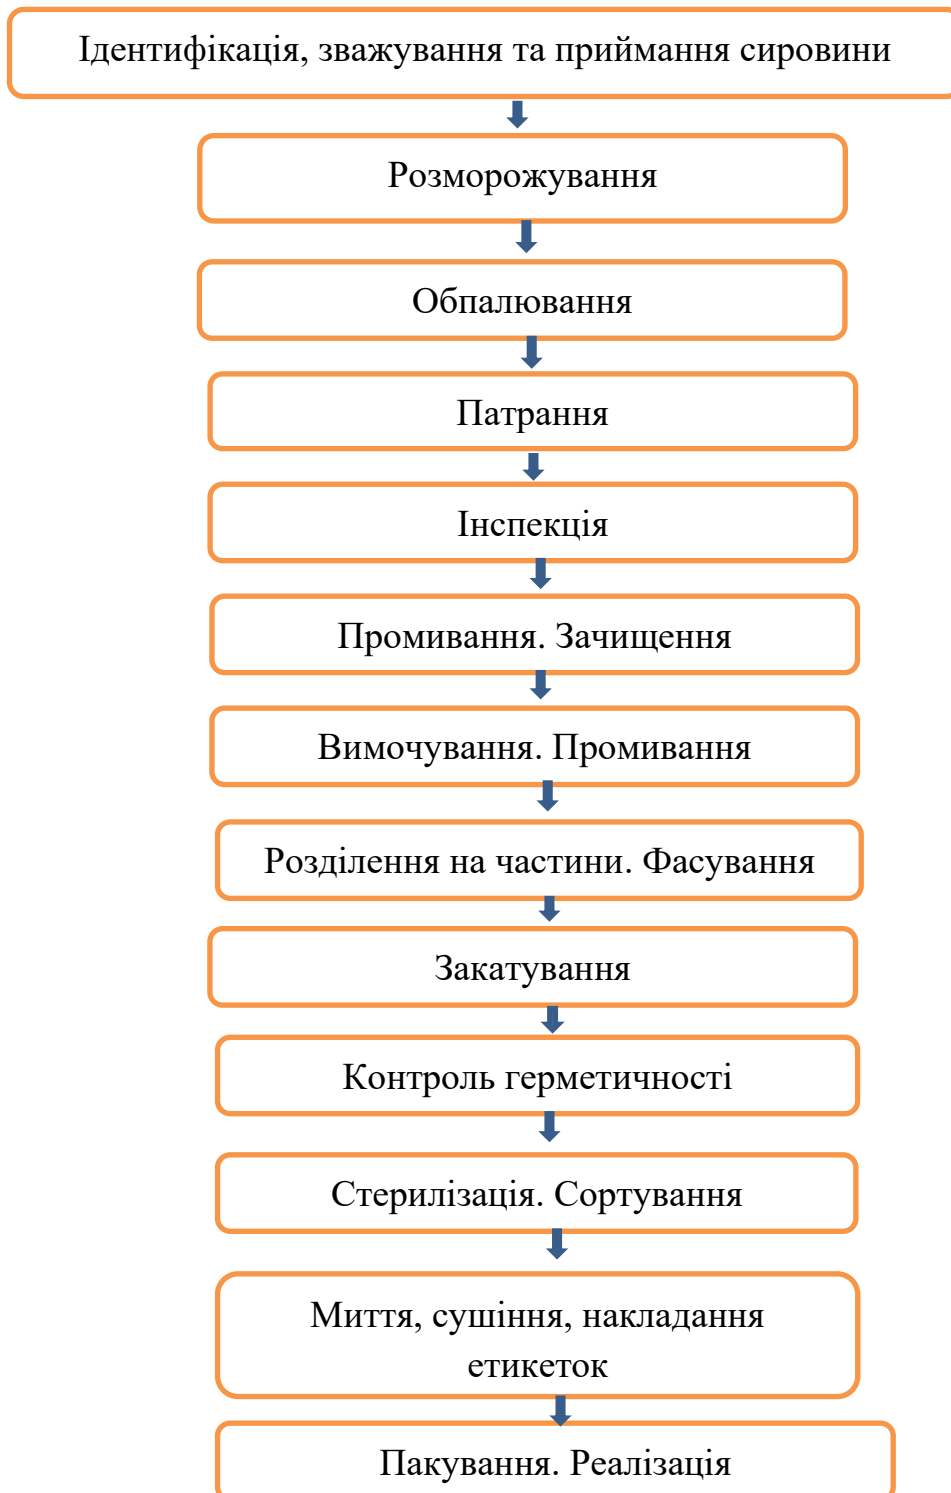 Ідентифікація, зважування та приймання сировини
Розморожування
Обпалювання
Патрання
Інспекція
Промивання. Зачищення
Вимочування. Промивання
Розділення на частини. Фасування
Закатування
Контроль герметичності
Стерилізація. Сортування
Миття, сушіння, накладання
етикеток
Пакування. Реалізація